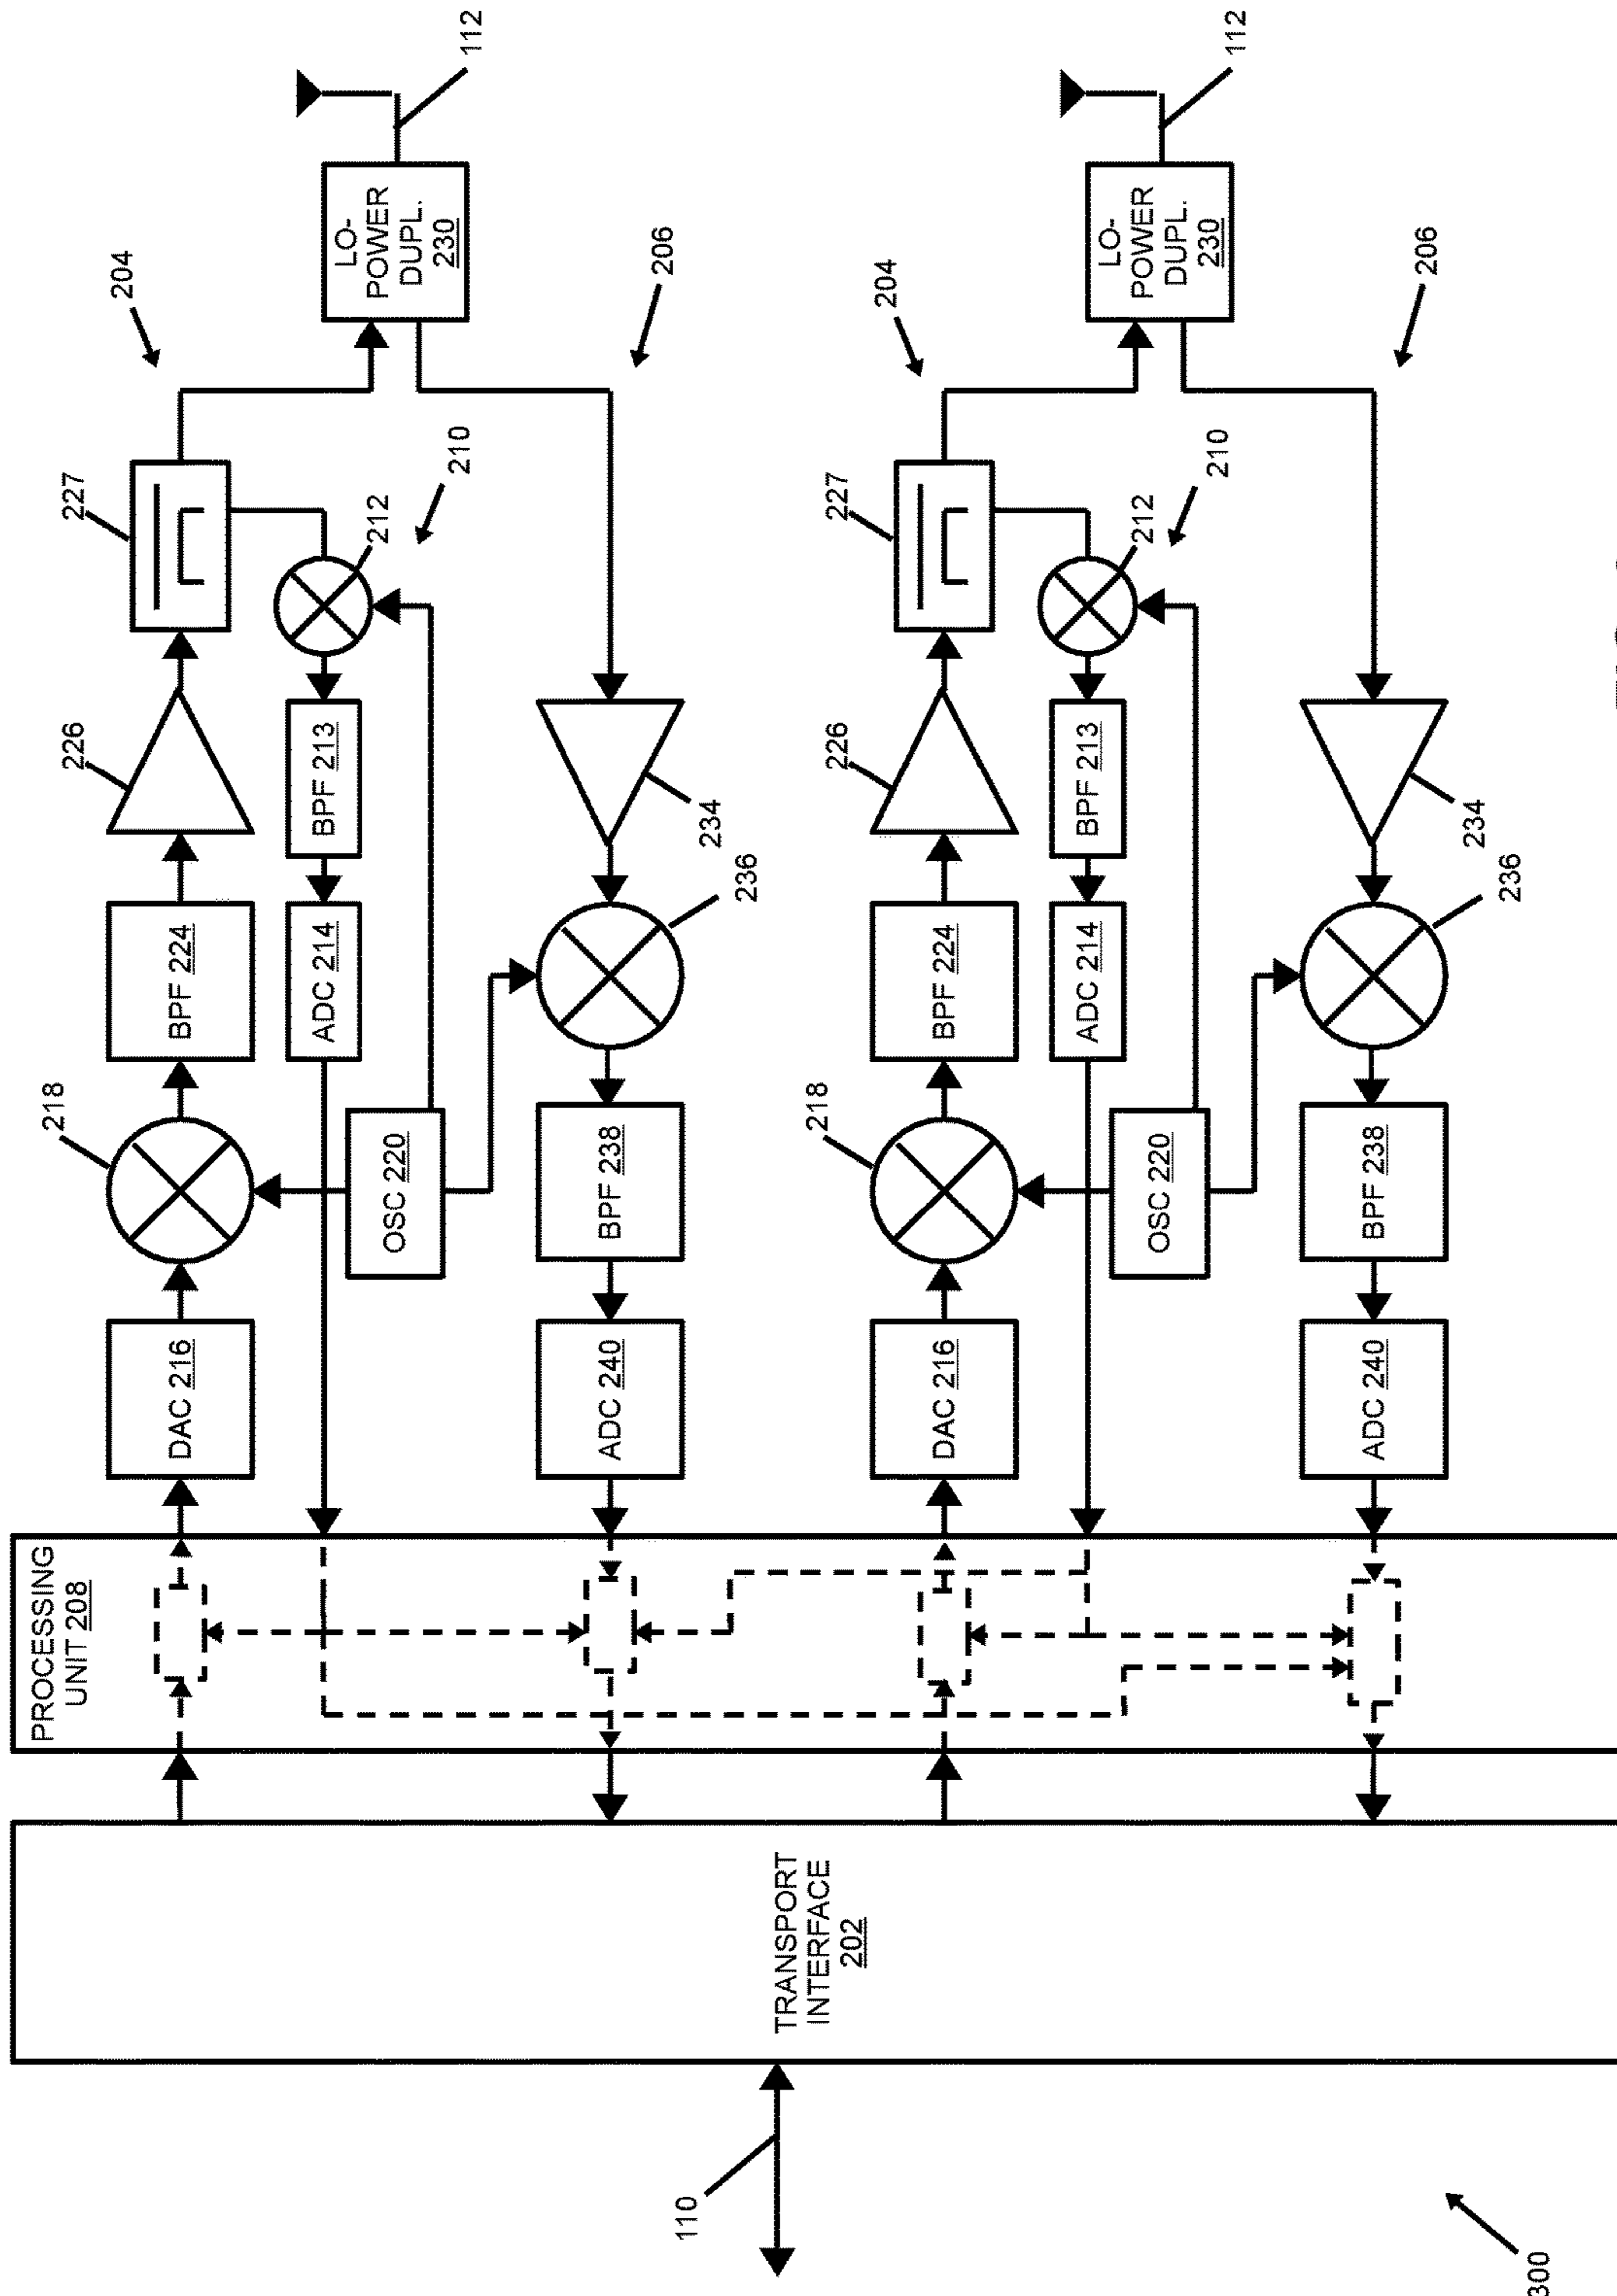 PROCESSING
UNIT 208
218
226
227
204
DAC 216
BPF 224
ADC 214
BPF 213
212
LO-
POWER
DUPL.
230
OSC 220
210
112
ADC 240
BPF 238
206
234
236
110
TRANSPORT
INTERFACE
202
218
226
227
204
DAC 216
BPF 224
ADC 214
BPF 213
212
LO-
POWER
DUPL.
230
OSC 220
210
112
ADC 240
BPF 238
206
234
236
300